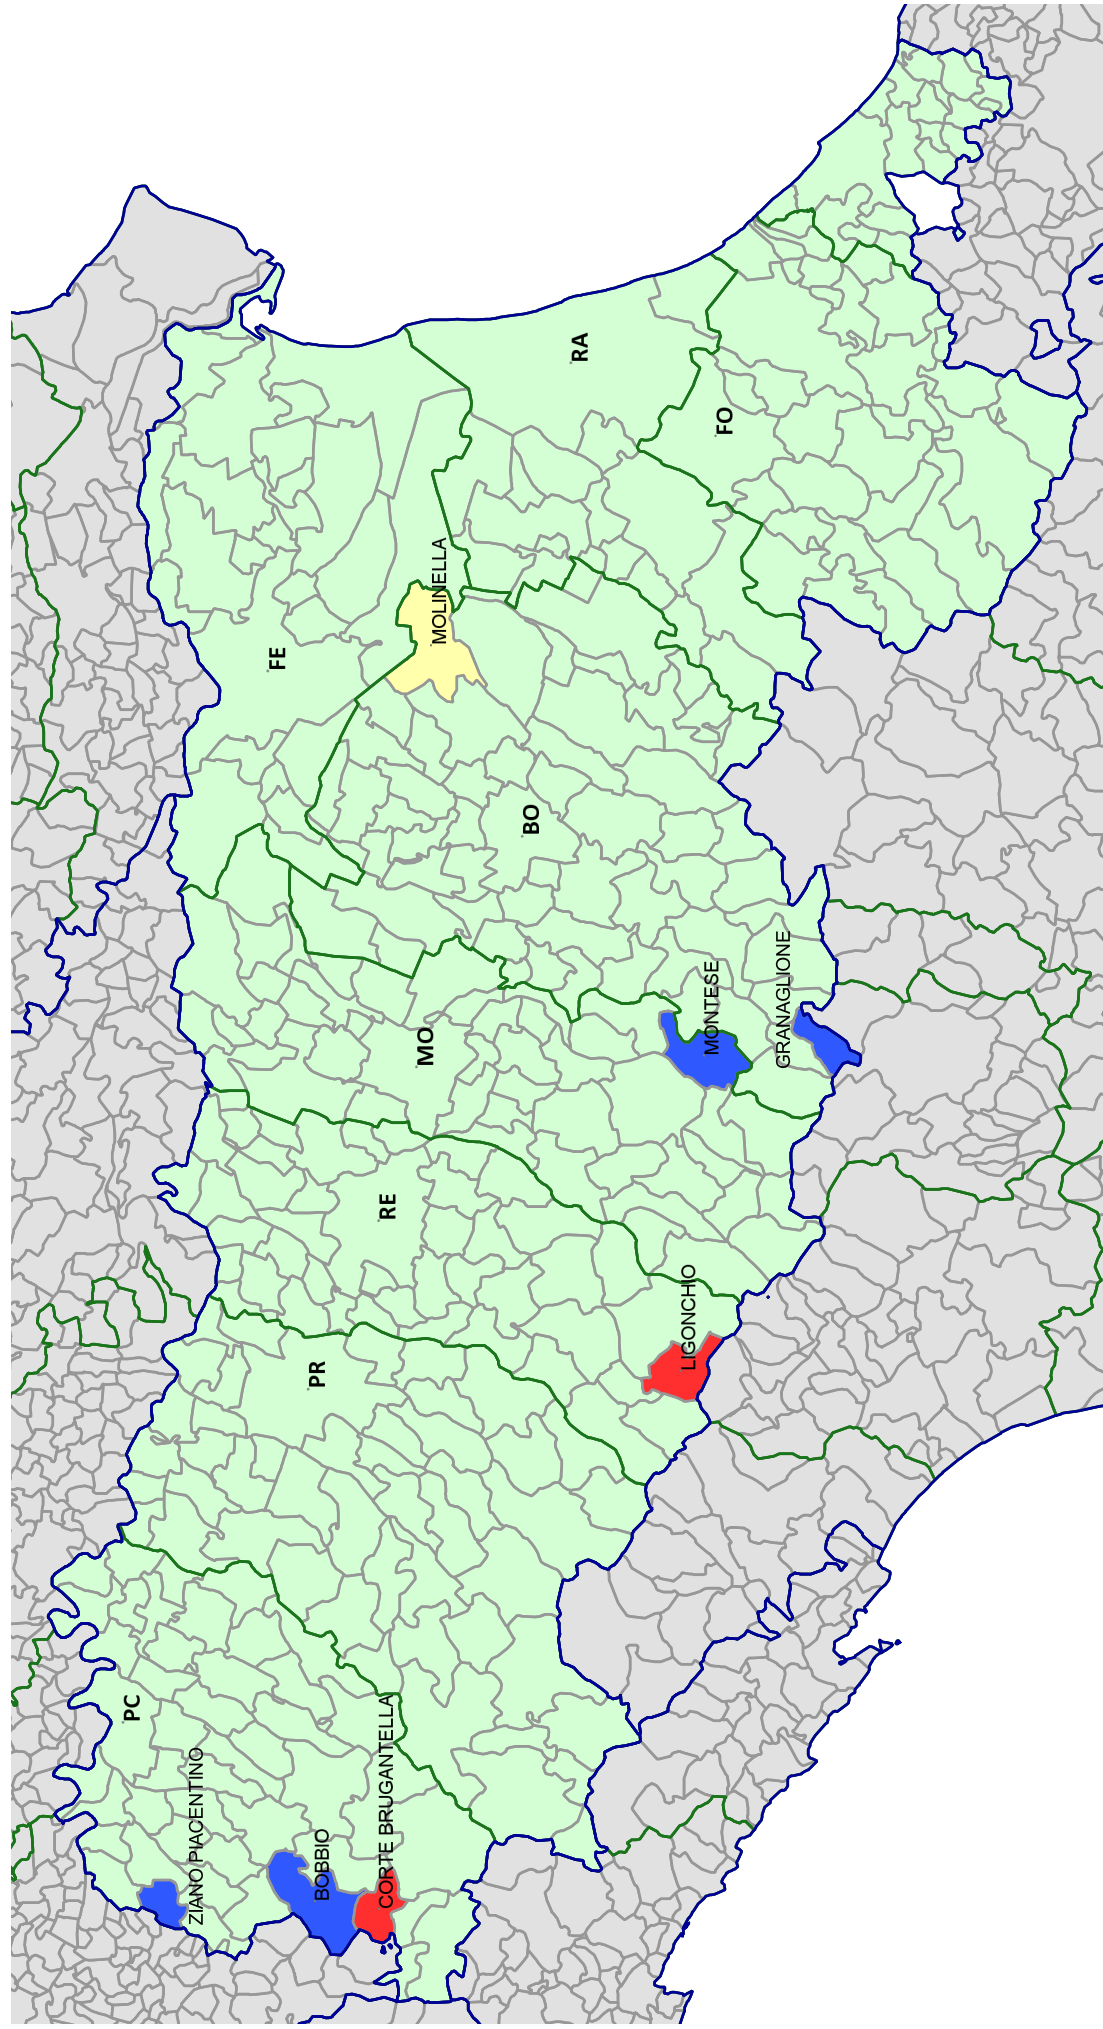 PC
ZIANO PIACENTINO
BOBBIO
CORTE BRUGANTELLA
PR
RE
LIGONCHIO
MO
MONTESE
GRANAGLIONE
BO
FE
MOLINELLA
RA
FO